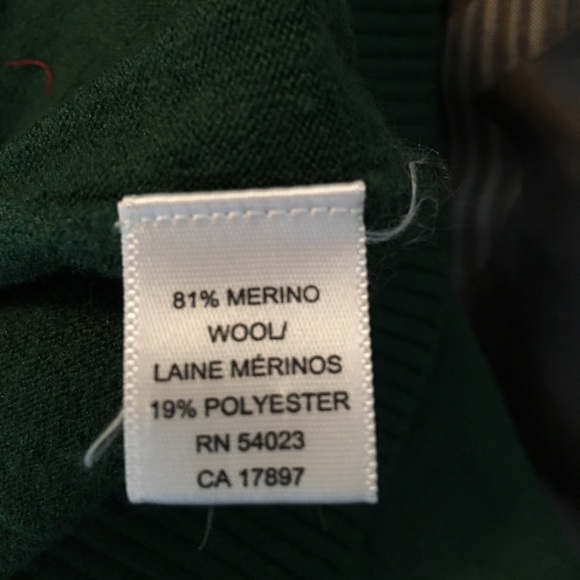 81% MERINO
WOOL/
LAINE MÉRINOS
19% POLYESTER
RN 54023
CA 17897